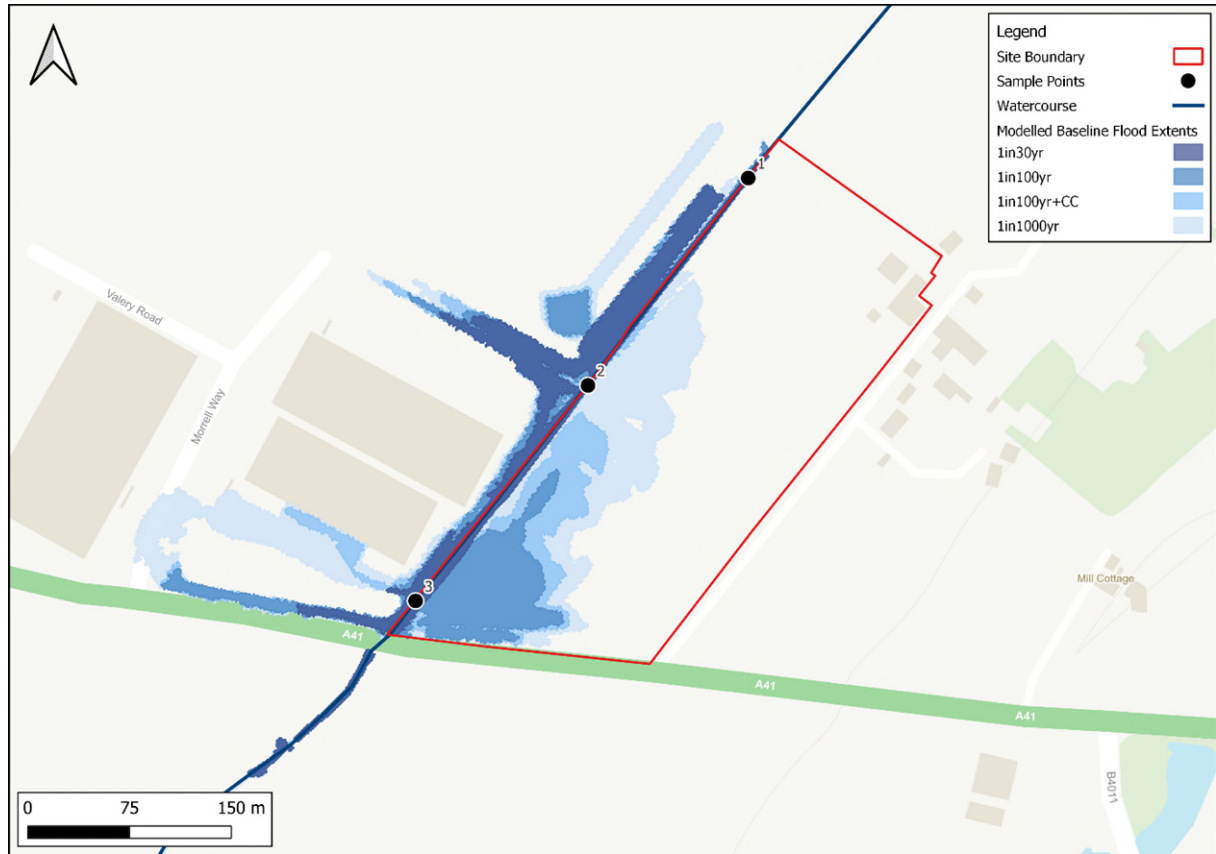 Legend
Site Boundary
Sample Points
Watercourse
Modelled Baseline Flood Extents
1in30yr
1in100yr
1in100yr+CC
1in1000yr
1
2
3
Valery Road
Morrell Way
Mill Cottage
A41
A41
A41
B4011
0 75 150 m